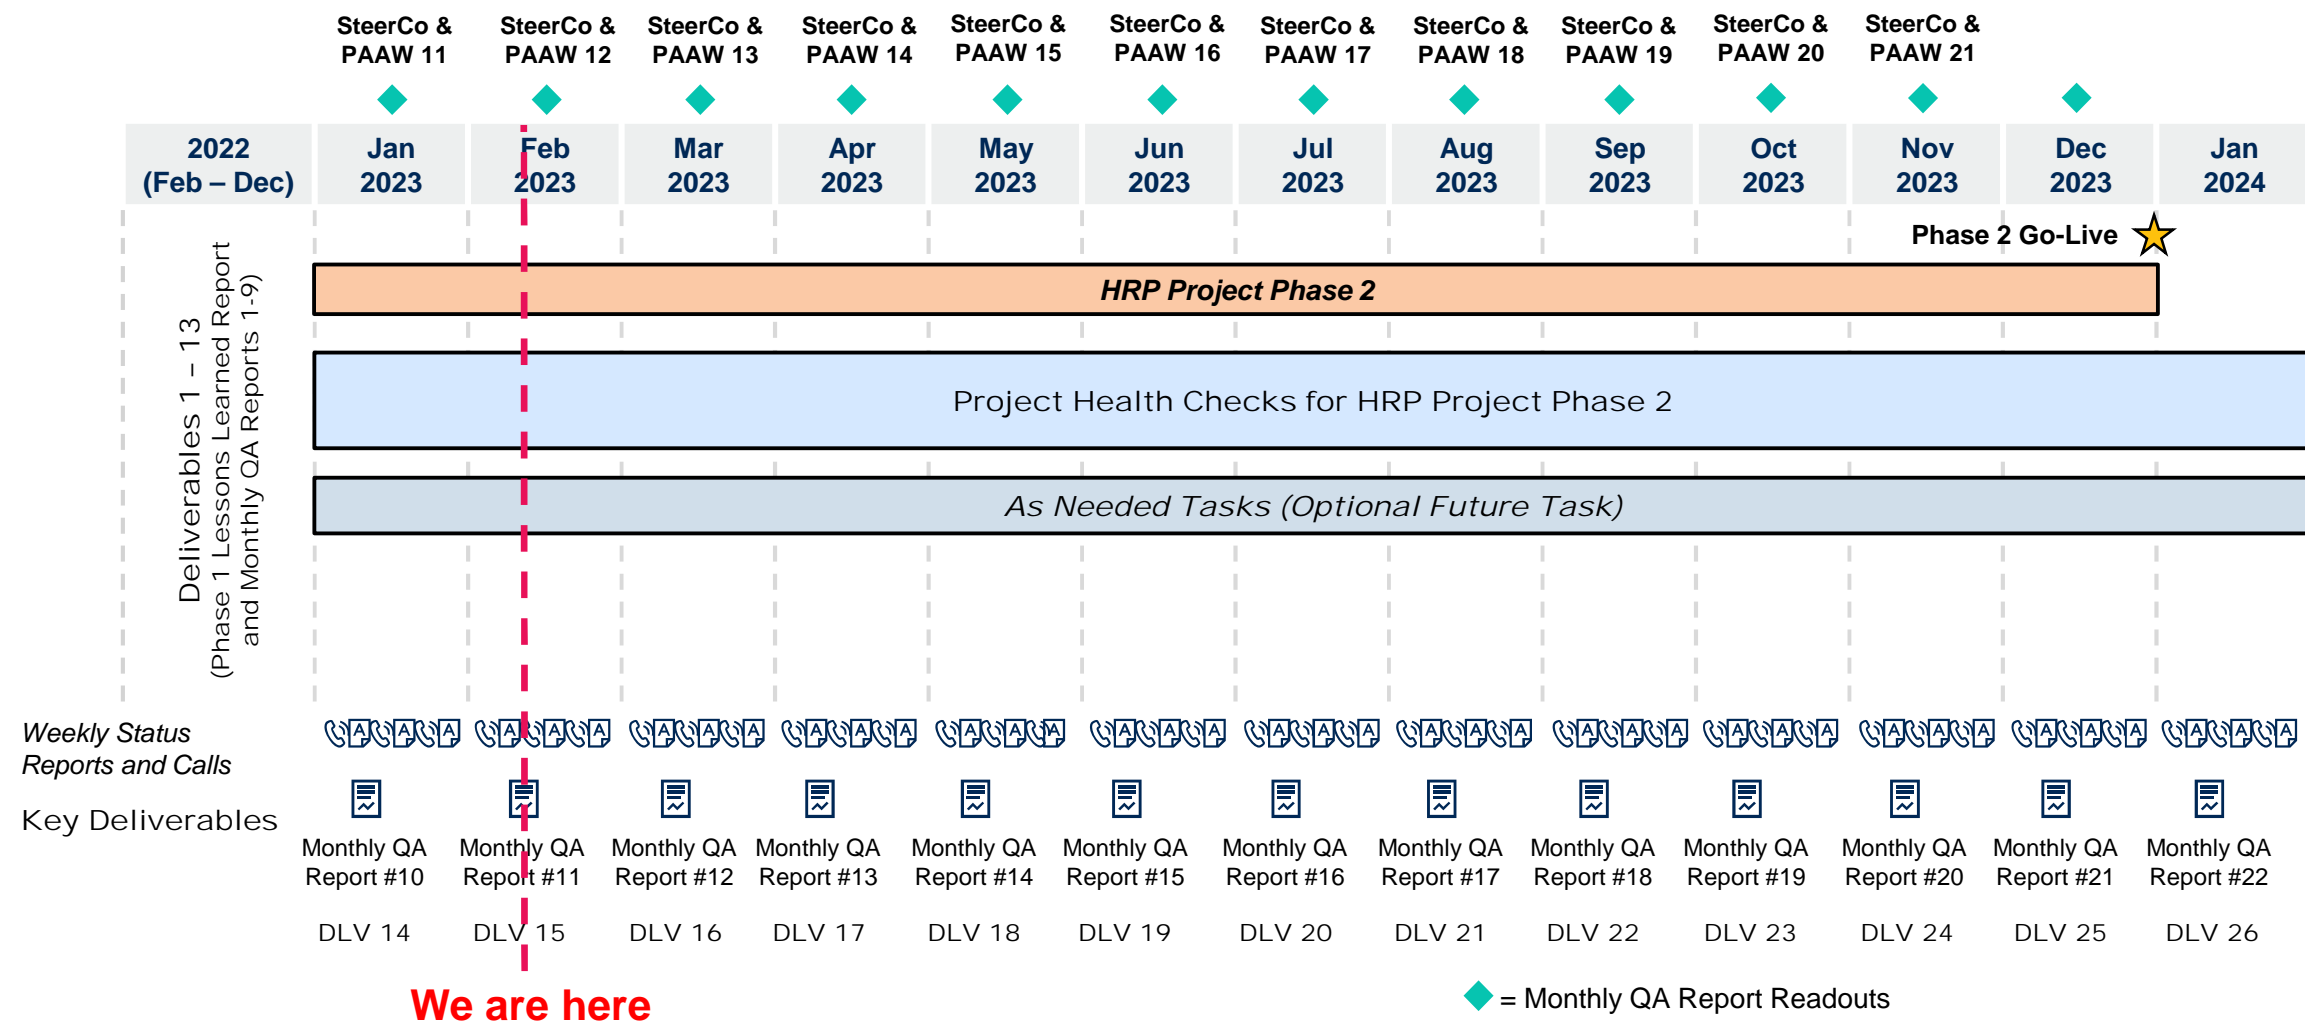 SteerCo &
PAAW 11
SteerCo &
PAAW 12
SteerCo &
PAAW 13
SteerCo &
PAAW 14
SteerCo &
PAAW 15
SteerCo &
PAAW 16
SteerCo &
PAAW 17
SteerCo &
PAAW 18
SteerCo &
PAAW 19
SteerCo &
PAAW 20
SteerCo &
PAAW 21
2022
(Feb – Dec)
Jan
2023
Feb
2023
Mar
2023
Apr
2023
May
2023
Jun
2023
Jul
2023
Aug
2023
Sep
2023
Oct
2023
Nov
2023
Dec
2023
Jan
2024
Phase 2 Go-Live
Deliverables 1 – 13
(Phase 1 Lessons Learned Report
and Monthly QA Reports 1-9)
HRP Project Phase 2
Project Health Checks for HRP Project Phase 2
As Needed Tasks (Optional Future Task)
Weekly Status
Reports and Calls
Key Deliverables
Monthly QA
Report #10
Monthly QA
Report #11
Monthly QA
Report #12
Monthly QA
Report #13
Monthly QA
Report #14
Monthly QA
Report #15
Monthly QA
Report #16
Monthly QA
Report #17
Monthly QA
Report #18
Monthly QA
Report #19
Monthly QA
Report #20
Monthly QA
Report #21
Monthly QA
Report #22
DLV 14
DLV 15
DLV 16
DLV 17
DLV 18
DLV 19
DLV 20
DLV 21
DLV 22
DLV 23
DLV 24
DLV 25
DLV 26
We are here
= Monthly QA Report Readouts